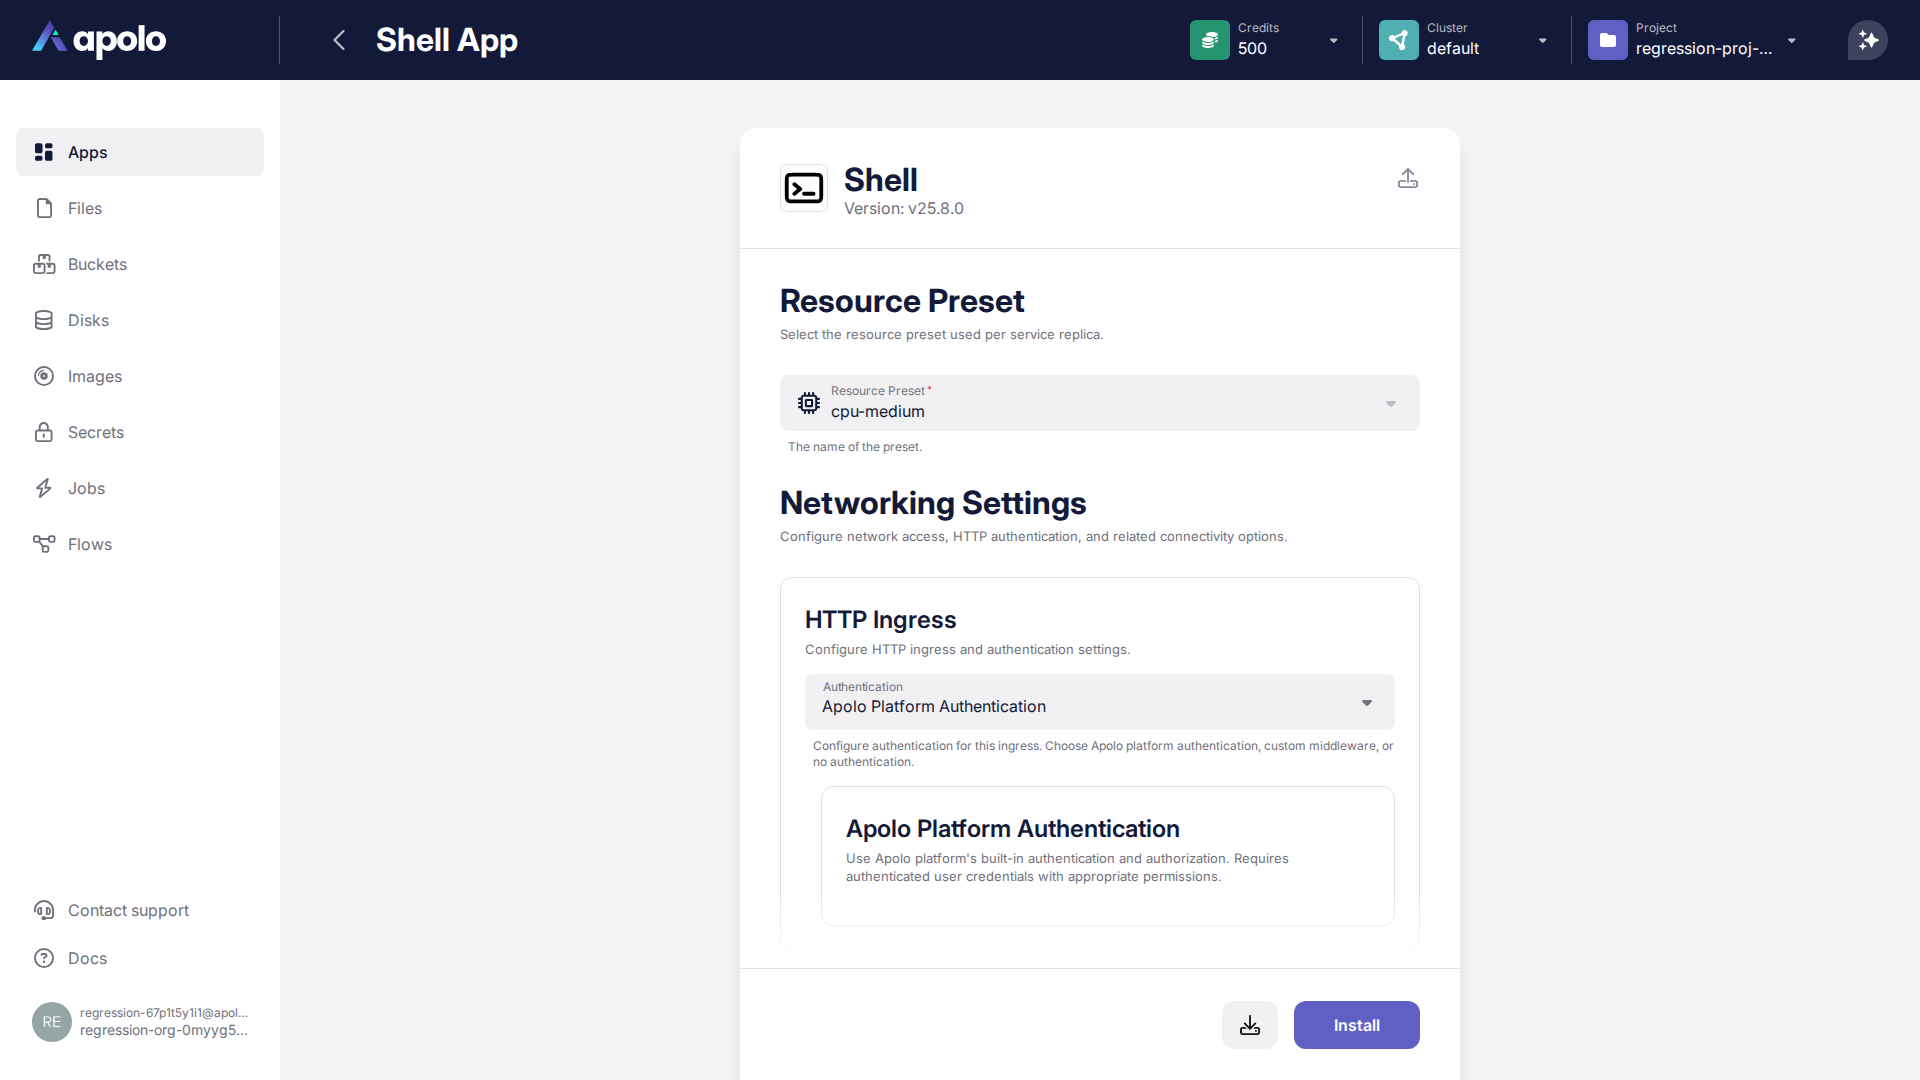 apolo
Shell App
Credits
500
Cluster
default
Project
regression-proj-...
Apps
Files
Buckets
Disks
Images
Secrets
Jobs
Flows
Contact support
Docs
RE
regression-67p1t5y1i1@apol...
regression-org-0myyg5...
Shell
Version: v25.8.0
Resource Preset
Select the resource preset used per service replica.
Resource Preset*
cpu-medium
The name of the preset.
Networking Settings
Configure network access, HTTP authentication, and related connectivity options.
HTTP Ingress
Configure HTTP ingress and authentication settings.
Authentication
Apolo Platform Authentication
Configure authentication for this ingress. Choose Apolo platform authentication, custom middleware, or
no authentication.
Apolo Platform Authentication
Use Apolo platform's built-in authentication and authorization. Requires
authenticated user credentials with appropriate permissions.
Install